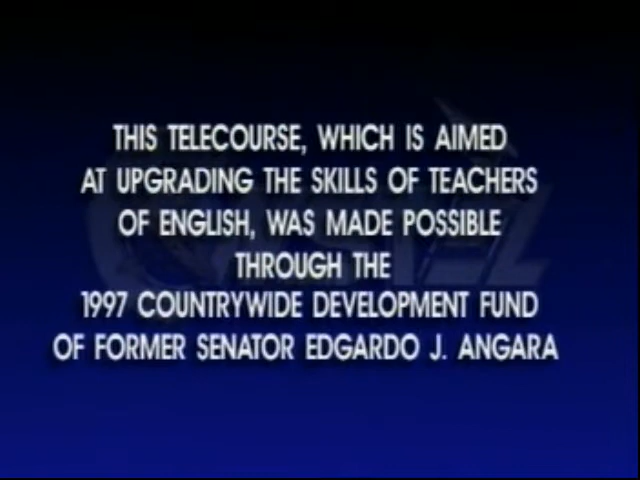 THIS TELECOURSE, WHICH IS AIMED
AT UPGRADING THE SKILLS OF TEACHERS
OF ENGLISH, WAS MADE POSSIBLE
THROUGH THE
1997 COUNTRYWIDE DEVELOPMENT FUND
OF FORMER SENATOR EDGARDO J. ANGARA